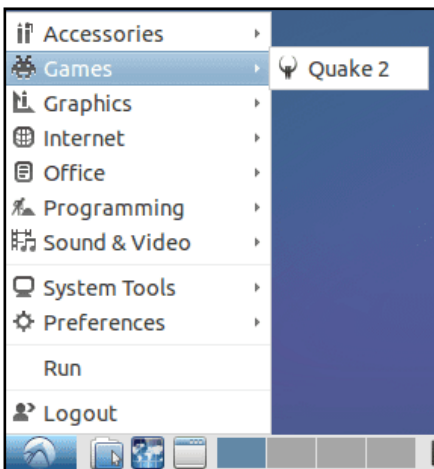 Accessories
Games
Quake 2
Graphics
Internet
Office
Programming
Sound & Video
System Tools
Preferences
Run
Logout